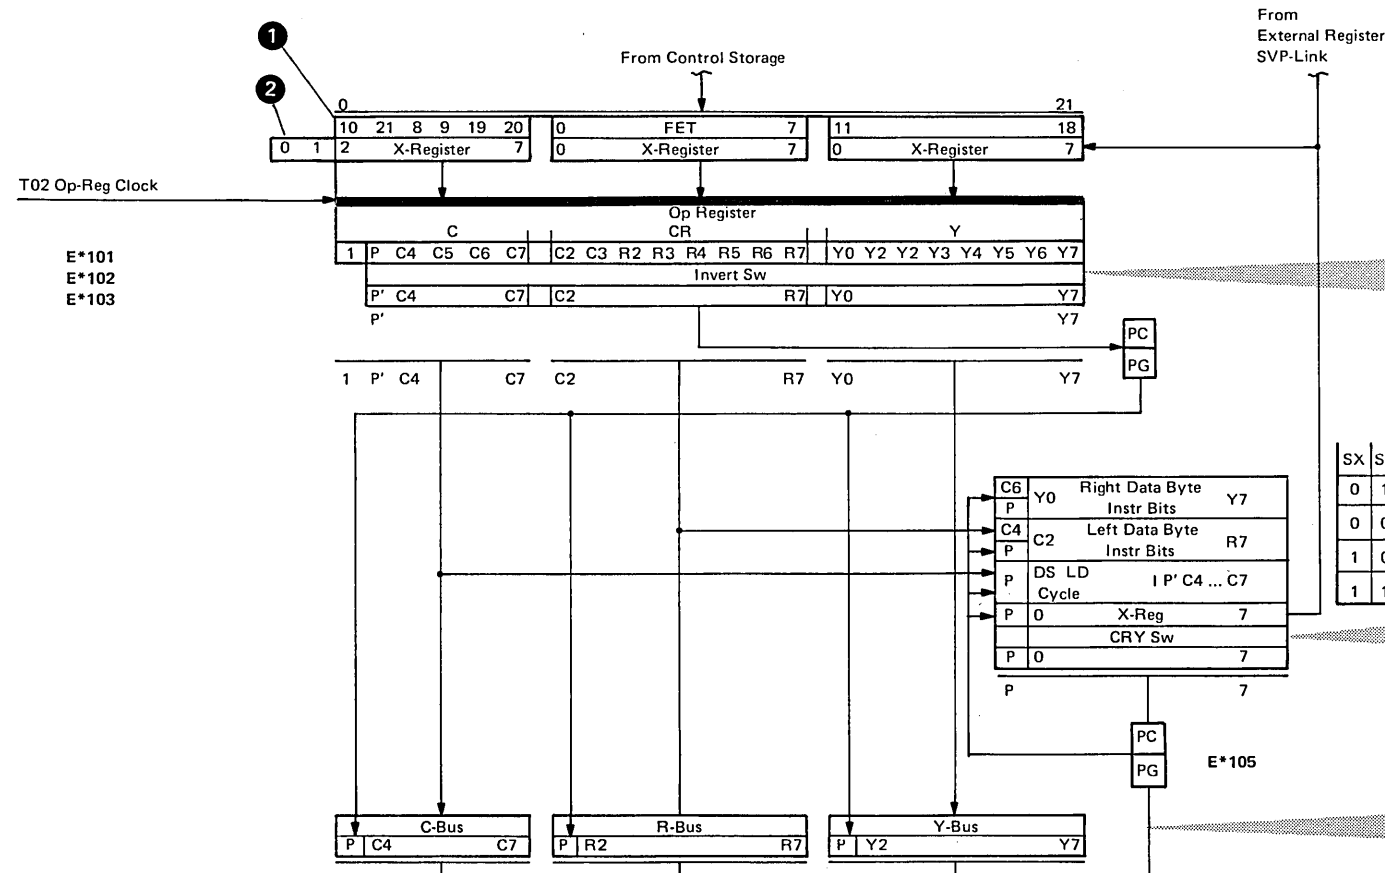 From
External Register
SVP-Link
1
From Control Storage
2
0 21
10 21 8 9 19 20 0 FET 7 11 18
0 1 2 X-Register 7 0 X-Register 7 0 X-Register 7
T02 Op-Reg Clock
Op Register
C CR Y
1 P C4 C5 C6 C7 C2 C3 R2 R3 R4 R5 R6 R7 Y0 Y2 Y2 Y3 Y4 Y5 Y6 Y7
E*101
E*102
E*103
Invert Sw
P' C4 C7 C2 R7 Y0 Y7
P' Y7
PC
PG
1 P' C4 C7 C2 R7 Y0 Y7
SX S
0 1
0 0
1 0
1 1
C6 Y0 Right Data Byte Y7
P Instr Bits
C4 C2 Left Data Byte R7
P Instr Bits
P DS LD I P' C4 ... C7
Cycle
P 0 X-Reg 7
CRY Sw
P 0 7
P 7
PC
PG
E*105
C-Bus R-Bus Y-Bus
P C4 C7 P R2 R7 P Y2 Y7